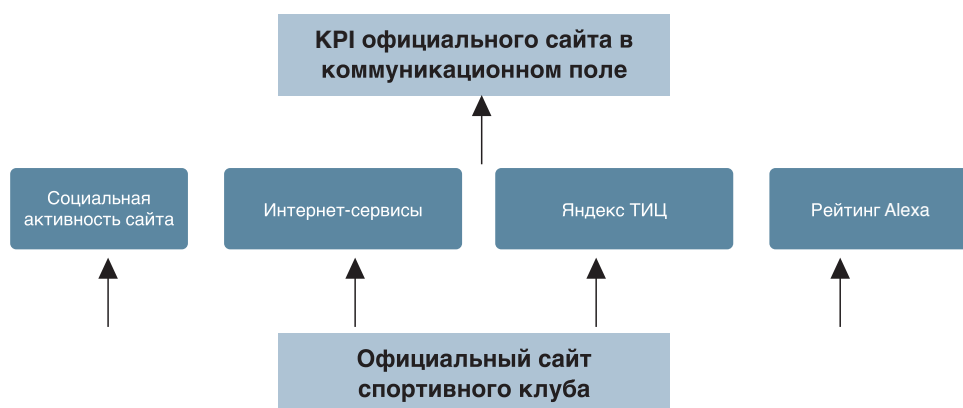 KPI официального сайта в
коммуникационном поле
Социальная
активность сайта
Интернет-сервисы
Яндекс ТИЦ
Рейтинг Alexa
Официальный сайт
спортивного клуба